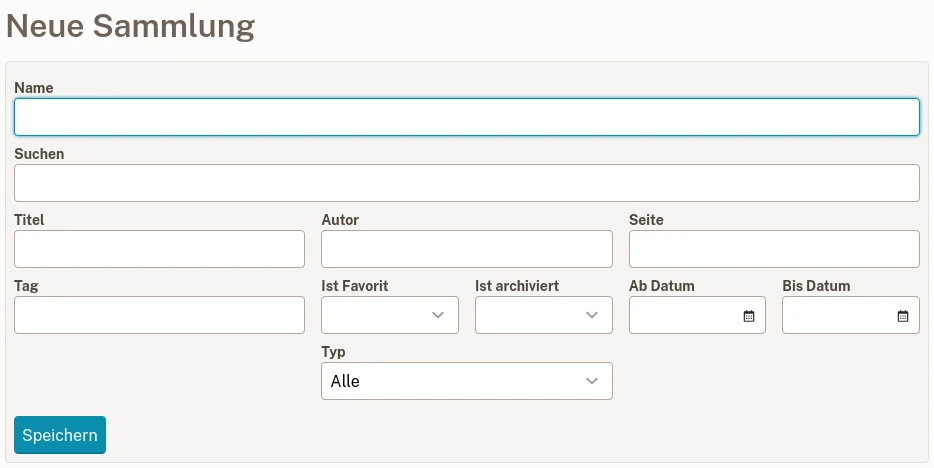 Neue Sammlung
Name
Suchen
Titel Autor Seite
Tag Ist Favorit Ist archiviert Ab Datum Bis Datum
Typ
Alle
Speichern